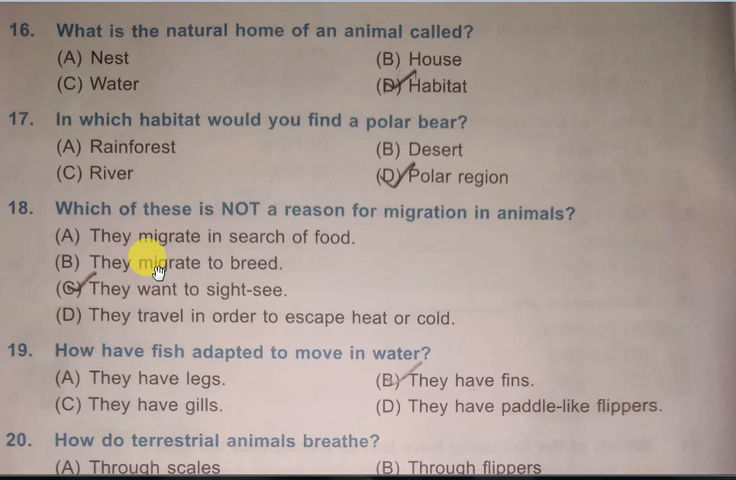 16. What is the natural home of an animal called?
(A) Nest (B) House
(C) Water (D) Habitat
17. In which habitat would you find a polar bear?
(A) Rainforest (B) Desert
(C) River (D) Polar region
18. Which of these is NOT a reason for migration in animals?
(A) They migrate in search of food.
(B) They migrate to breed.
(C) They want to sight-see.
(D) They travel in order to escape heat or cold.
19. How have fish adapted to move in water?
(A) They have legs. (B) They have fins.
(C) They have gills. (D) They have paddle-like flippers.
20. How do terrestrial animals breathe?
(A) Through scales (B) Through flippers